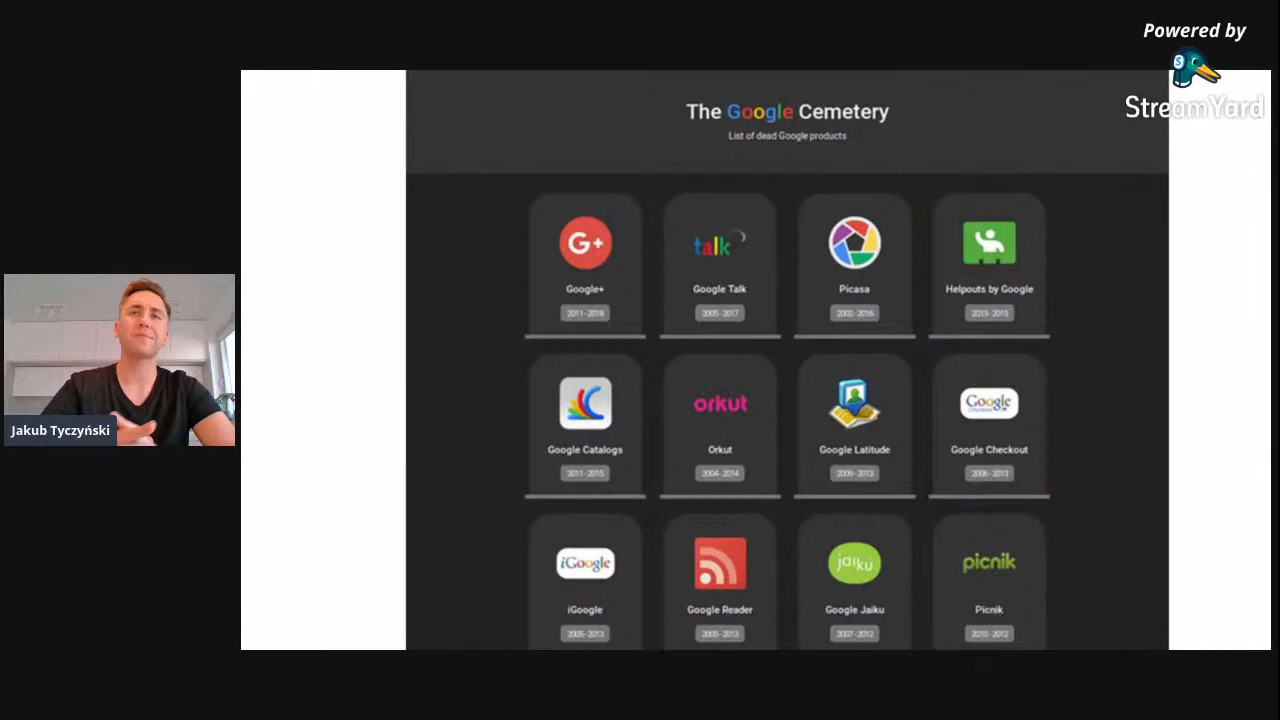 Powered by
StreamYard
The Google Cemetery
List of dead Google products
G+
talk
Google+
Google Talk
Picasa
Helpouts by Google
2011-2018
2005-2017
2002-2016
2013-2015
orkut
Google
Google Catalogs
Orkut
Google Latitude
Google Checkout
2011-2015
2004-2014
2009-2013
2006-2013
iGoogle
jaiku
picnik
iGoogle
Google Reader
Google Jaiku
Picnik
2005-2013
2005-2013
2007-2012
2010-2012
Jakub Tyczyński